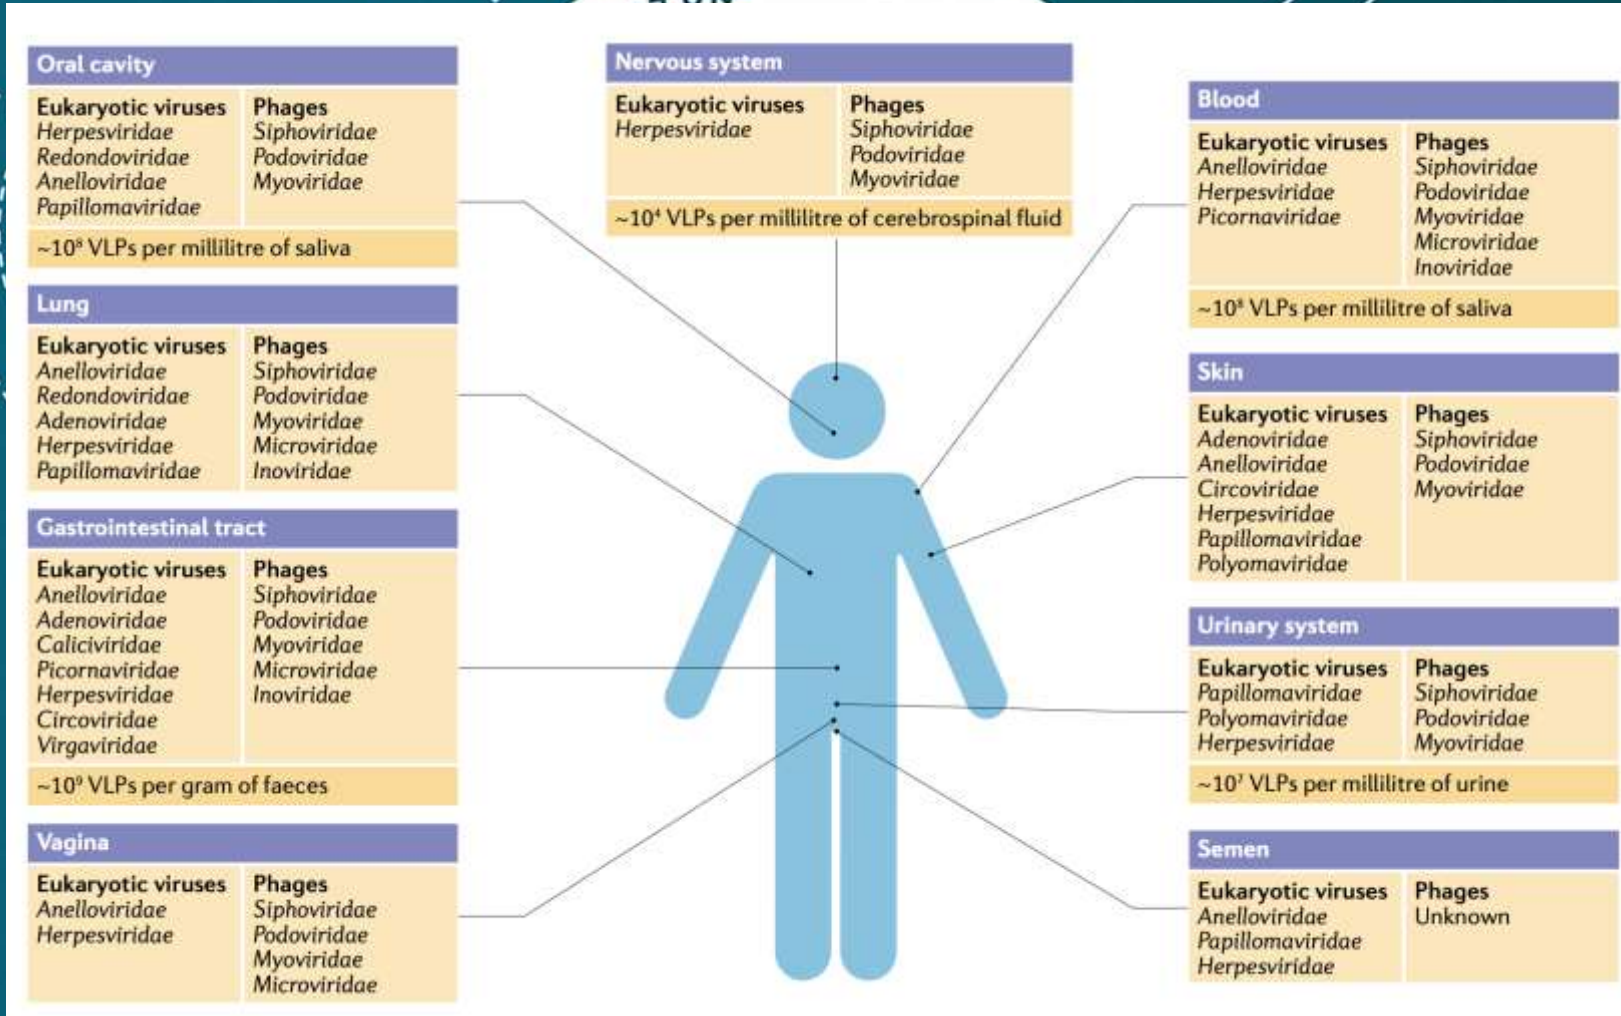 Oral cavity
Eukaryotic viruses
Herpesviridae
Redondoviridae
Anelloviridae
Papillomaviridae
Phages
Siphoviridae
Podoviridae
Myoviridae
~10⁸ VLPs per millilitre of saliva
Lung
Eukaryotic viruses
Anelloviridae
Redondoviridae
Adenoviridae
Herpesviridae
Papillomaviridae
Phages
Siphoviridae
Podoviridae
Myoviridae
Microviridae
Inoviridae
Gastrointestinal tract
Eukaryotic viruses
Anelloviridae
Adenoviridae
Caliciviridae
Picornaviridae
Herpesviridae
Circoviridae
Virgaviridae
Phages
Siphoviridae
Podoviridae
Myoviridae
Microviridae
Inoviridae
~10⁹ VLPs per gram of faeces
Vagina
Eukaryotic viruses
Anelloviridae
Herpesviridae
Phages
Siphoviridae
Podoviridae
Myoviridae
Microviridae
Nervous system
Eukaryotic viruses
Herpesviridae
Phages
Siphoviridae
Podoviridae
Myoviridae
~10⁴ VLPs per millilitre of cerebrospinal fluid
Blood
Eukaryotic viruses
Anelloviridae
Herpesviridae
Picornaviridae
Phages
Siphoviridae
Podoviridae
Myoviridae
Microviridae
Inoviridae
~10⁸ VLPs per millilitre of saliva
Skin
Eukaryotic viruses
Adenoviridae
Anelloviridae
Circoviridae
Herpesviridae
Papillomaviridae
Polyomaviridae
Phages
Siphoviridae
Podoviridae
Myoviridae
Urinary system
Eukaryotic viruses
Papillomaviridae
Polyomaviridae
Herpesviridae
Phages
Siphoviridae
Podoviridae
Myoviridae
~10⁷ VLPs per millilitre of urine
Semen
Eukaryotic viruses
Anelloviridae
Papillomaviridae
Herpesviridae
Phages
Unknown